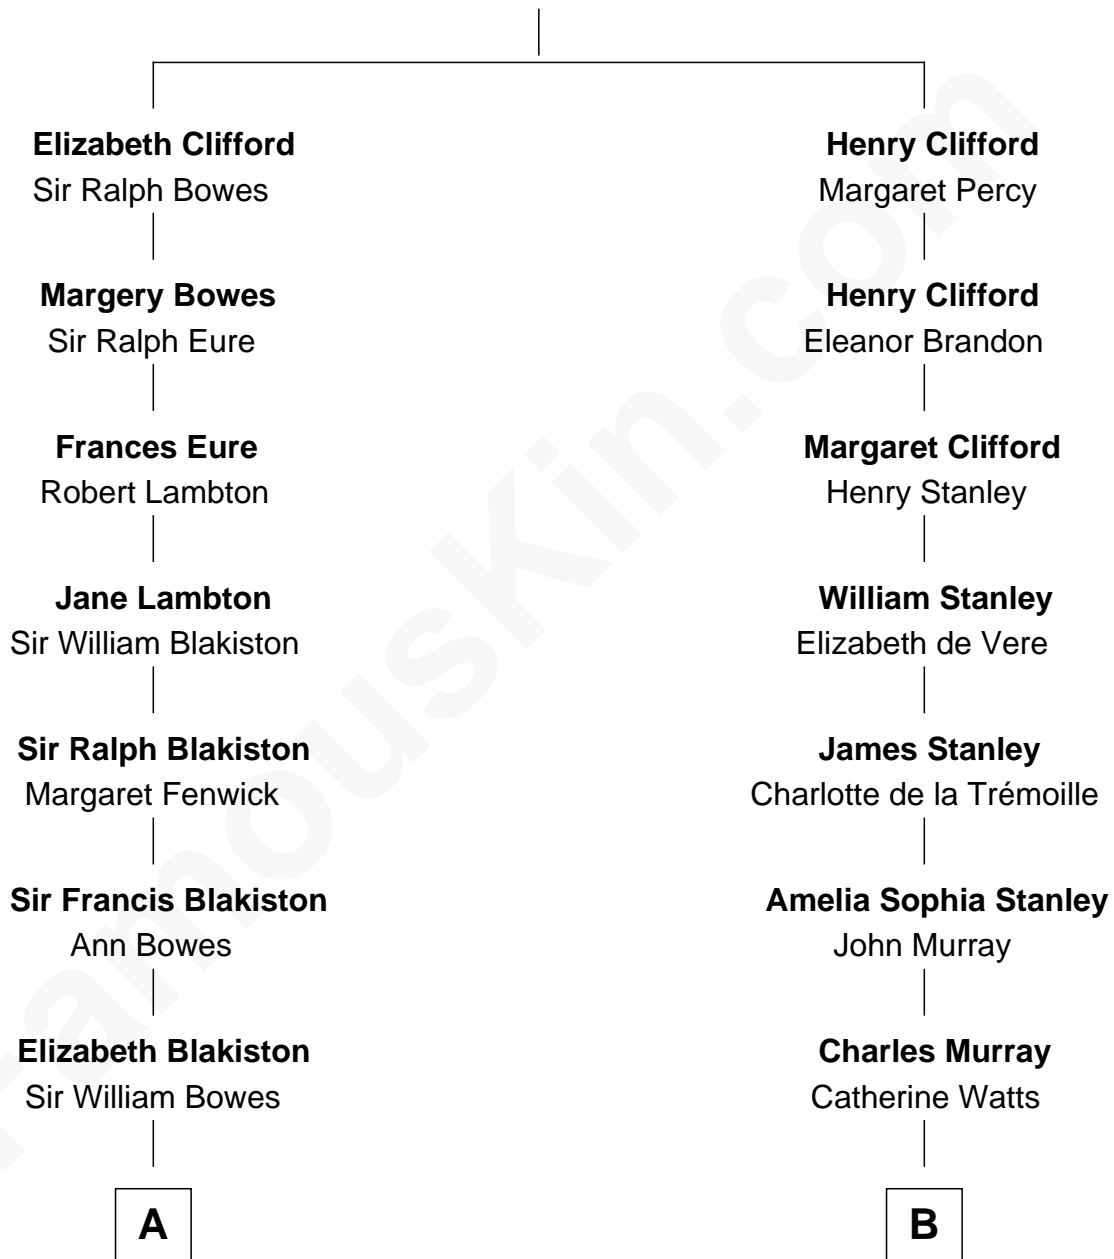 Elizabeth Clifford
Sir Ralph Bowes
Margery Bowes
Sir Ralph Eure
Frances Eure
Robert Lambton
Jane Lambton
Sir William Blakiston
Sir Ralph Blakiston
Margaret Fenwick
Sir Francis Blakiston
Ann Bowes
Elizabeth Blakiston
Sir William Bowes
A
Henry Clifford
Margaret Percy
Henry Clifford
Eleanor Brandon
Margaret Clifford
Henry Stanley
William Stanley
Elizabeth de Vere
James Stanley
Charlotte de la Trémoille
Amelia Sophia Stanley
John Murray
Charles Murray
Catherine Watts
B
FamousKin.com